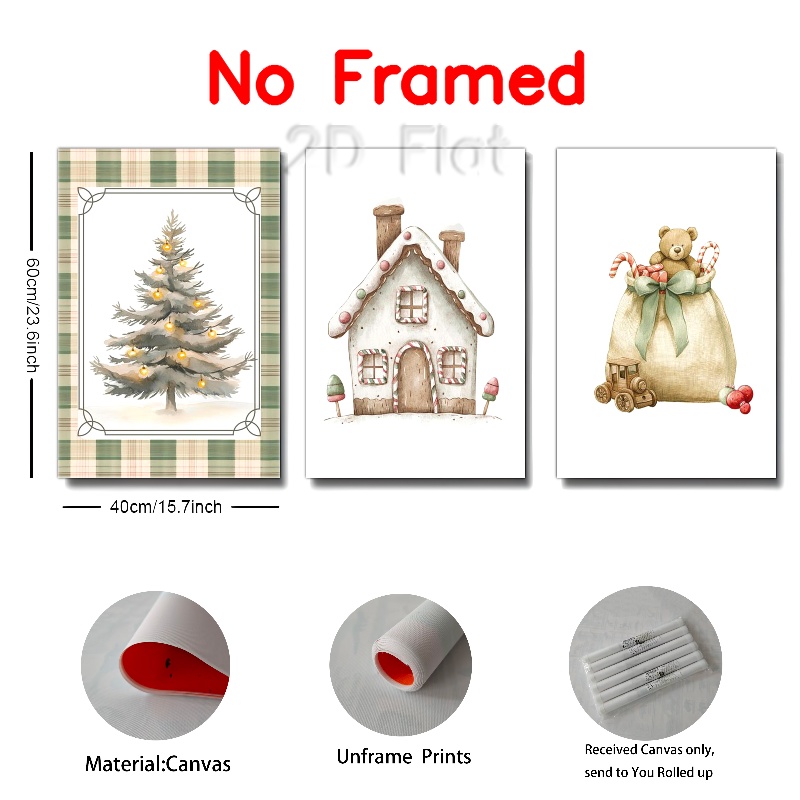 No Framed
2D Flat
60cm/23.6inch
40cm/15.7inch
Material:Canvas
Unframe Prints
Received Canvas only,
send to You Rolled up